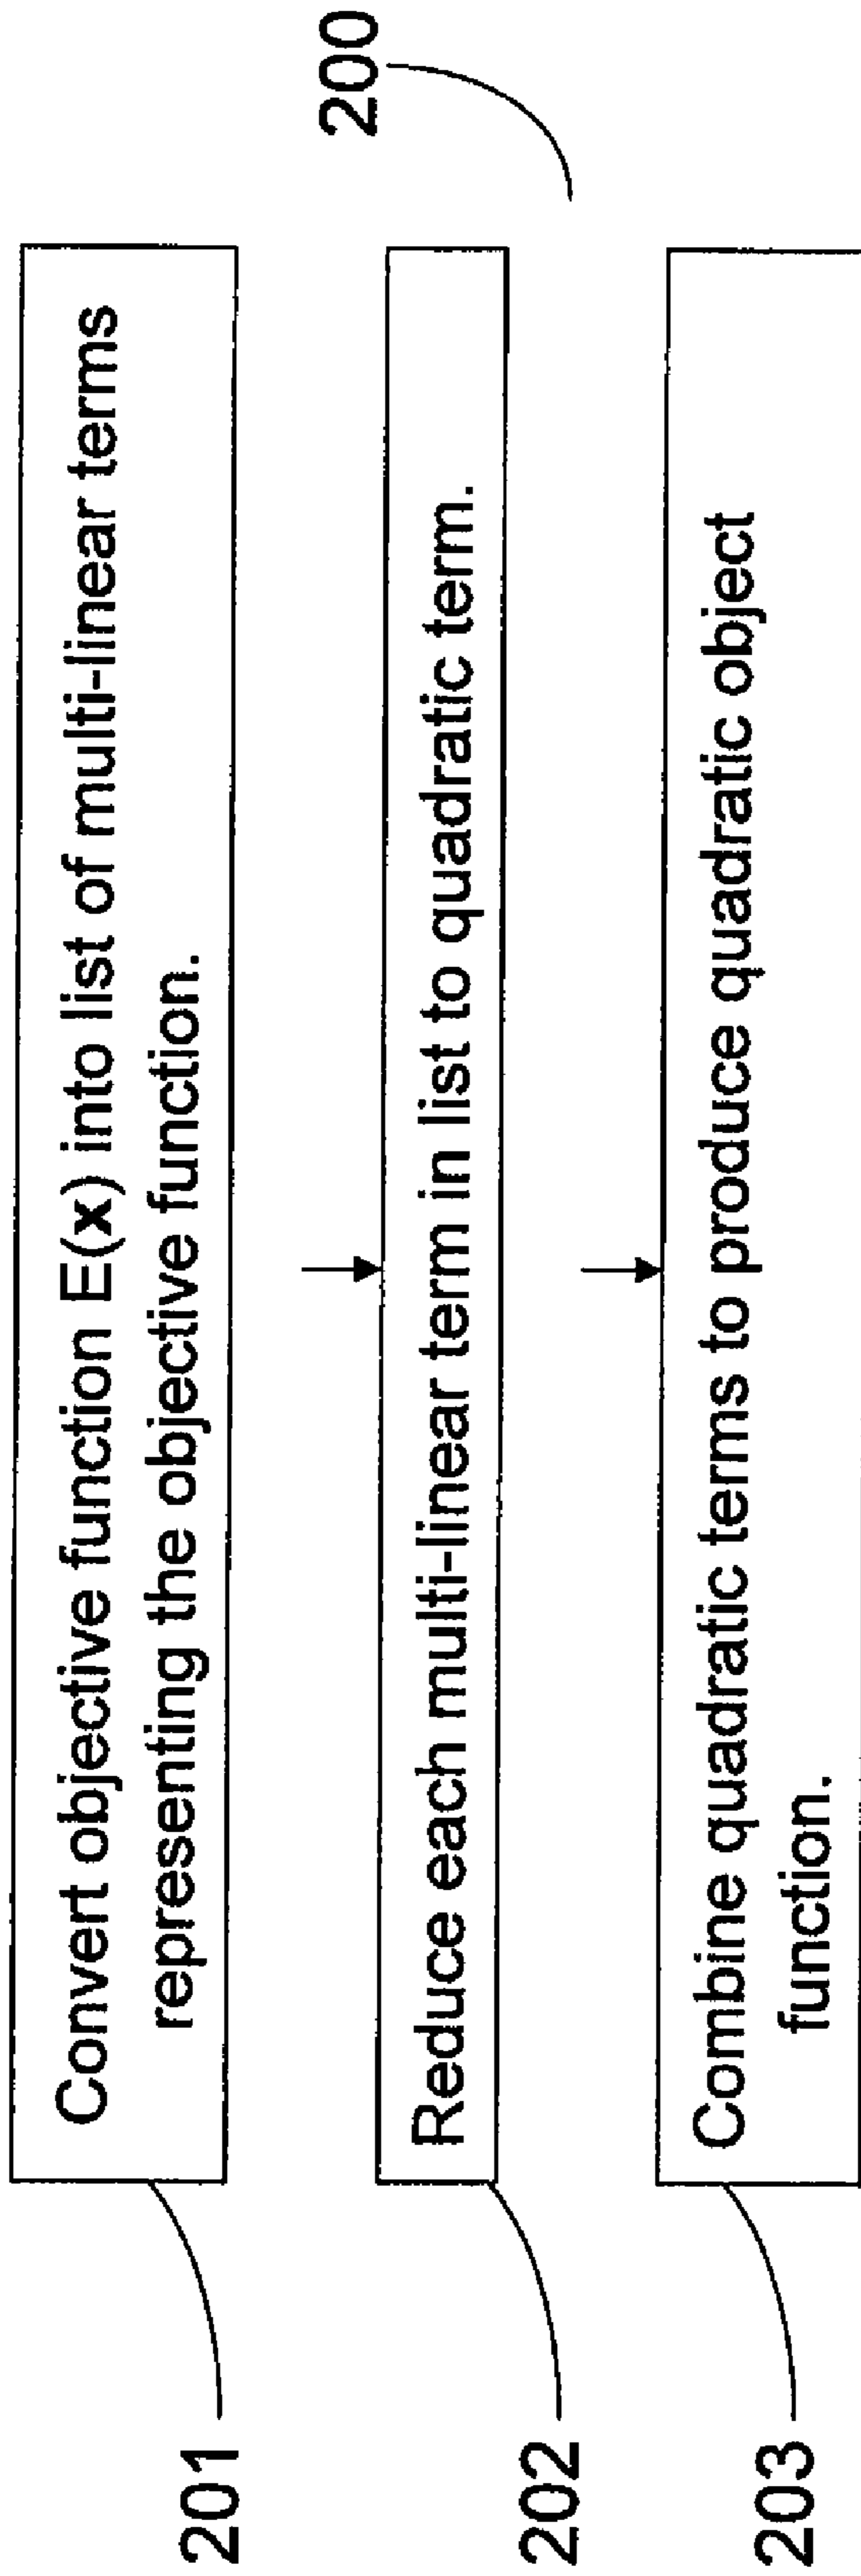 200
201
Convert objective function E(x) into list of multi-linear terms
representing the objective function.
202
Reduce each multi-linear term in list to quadratic term.
203
Combine quadratic terms to produce quadratic object
function.